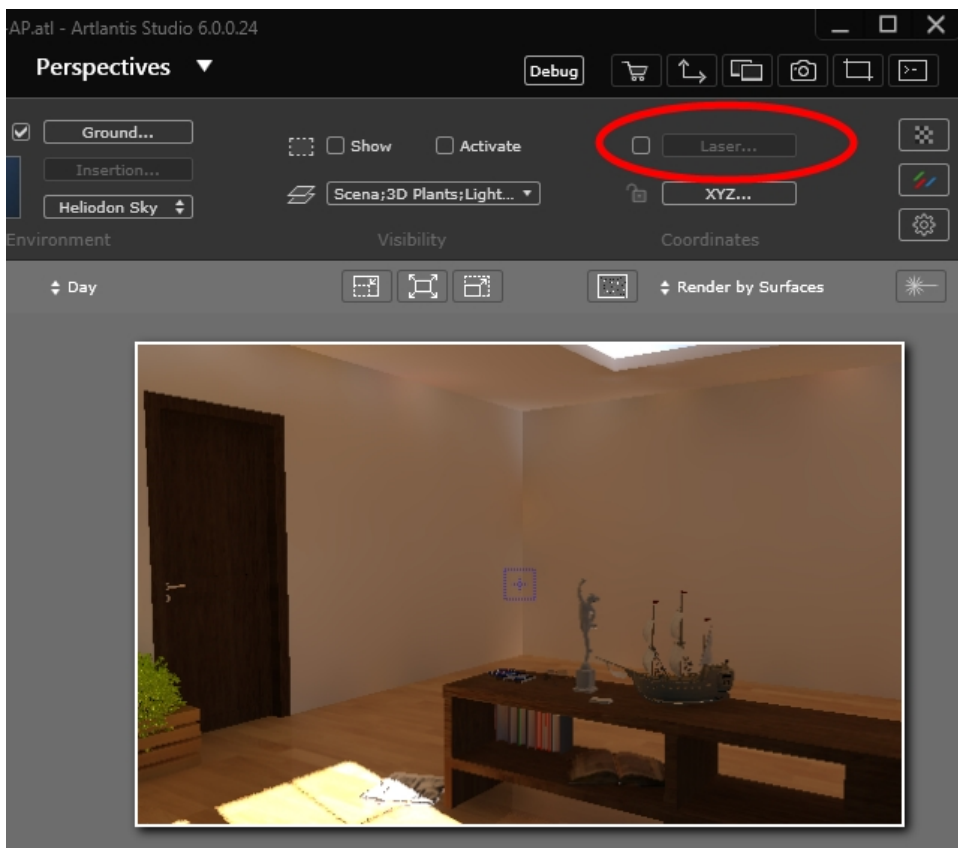 -AP.atl - Artlantis Studio 6.0.0.24
Perspectives
Debug
Ground...
Show
Activate
Laser...
Insertion...
Scena;3D Plants;Light...
XYZ...
Heliodon Sky
Environment
Visibility
Coordinates
Day
Render by Surfaces